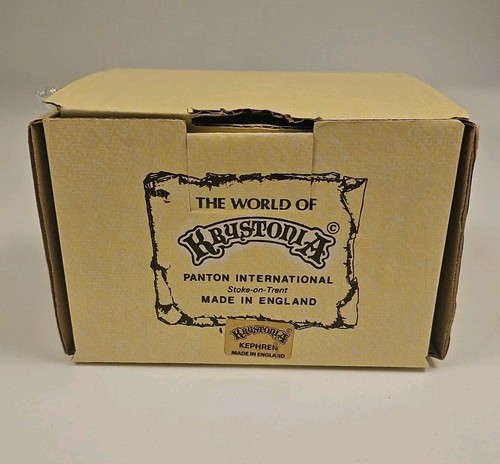 THE WORLD OF
KRYSTONIA ©
PANTON INTERNATIONAL
Stoke-on-Trent
MADE IN ENGLAND
KRYSTONIA ©
KEPHREN
MADE IN ENGLAND